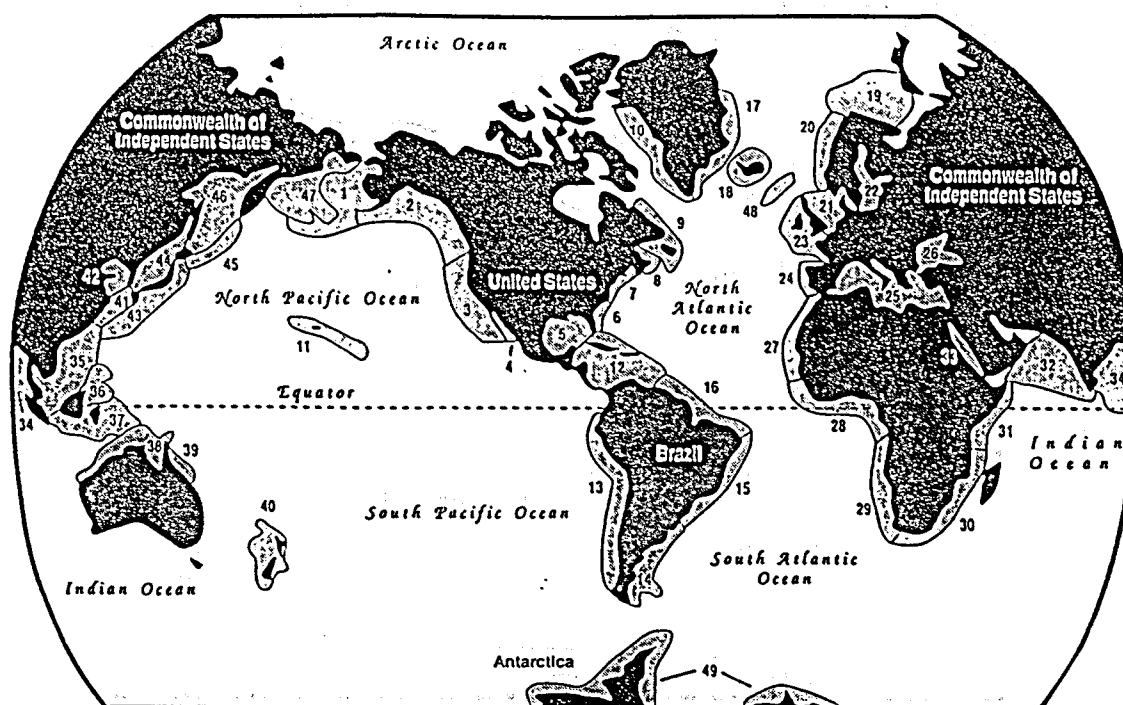 Arctic Ocean
17
19
10
20
Commonwealth of
Independent States
Commonwealth of
Independent States
18
48
22
21
46
47
1
2
9
23
26
8
42
44
45
United States
North
Atlantic
Ocean
24
25
7
41
43
North Pacific Ocean
3
6
5
11
4
27
33
32
35
12
34
36
16
Equator
34
37
28
31
Indian
Ocean
38
39
Brazil
13
15
40
South Pacific Ocean
29
30
South Atlantic
Ocean
Indian Ocean
Antarctica
49